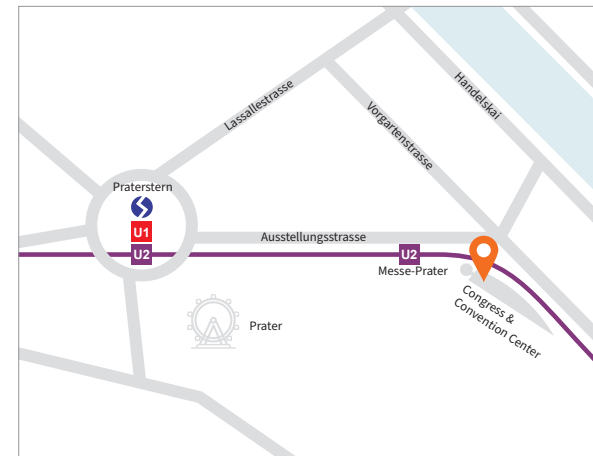 Handelskai
Lassallestrasse
Vorgartenstrasse
Praterstern
U1
U2
Ausstellungsstrasse
U2
Messe-Prater
Congress &
Convention Center
Prater